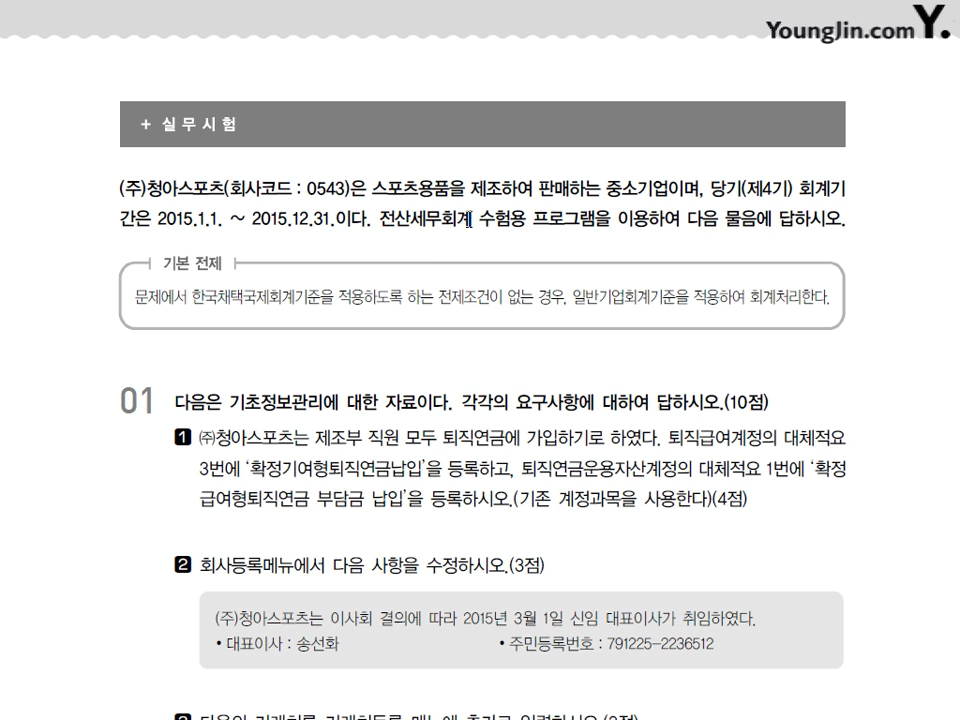 YoungJin.com Y.
+ 실무시험
(주)청아스포츠(회사코드 : 0543)은 스포츠용품을 제조하여 판매하는 중소기업이며, 당기(제4기) 회계기
간은 2015.1.1. ~ 2015.12.31.이다. 전산세무회계 수험용 프로그램을 이용하여 다음 물음에 답하시오.
기본 전제
문제에서 한국채택국제회계기준을 적용하도록 하는 전제조건이 없는 경우, 일반기업회계기준을 적용하여 회계처리한다.
01 다음은 기초정보관리에 대한 자료이다. 각각의 요구사항에 대하여 답하시오.(10점)
1 ㈜청아스포츠는 제조부 직원 모두 퇴직연금에 가입하기로 하였다. 퇴직급여계정의 대체적요
3번에 ‘확정기여형퇴직연금납입’을 등록하고, 퇴직연금운용자산계정의 대체적요 1번에 ‘확정
급여형퇴직연금 부담금 납입’을 등록하시오.(기존 계정과목을 사용한다)(4점)
2 회사등록메뉴에서 다음 사항을 수정하시오.(3점)
(주)청아스포츠는 이사회 결의에 따라 2015년 3월 1일 신임 대표이사가 취임하였다.
• 대표이사 : 송선화 • 주민등록번호 : 791225-2236512